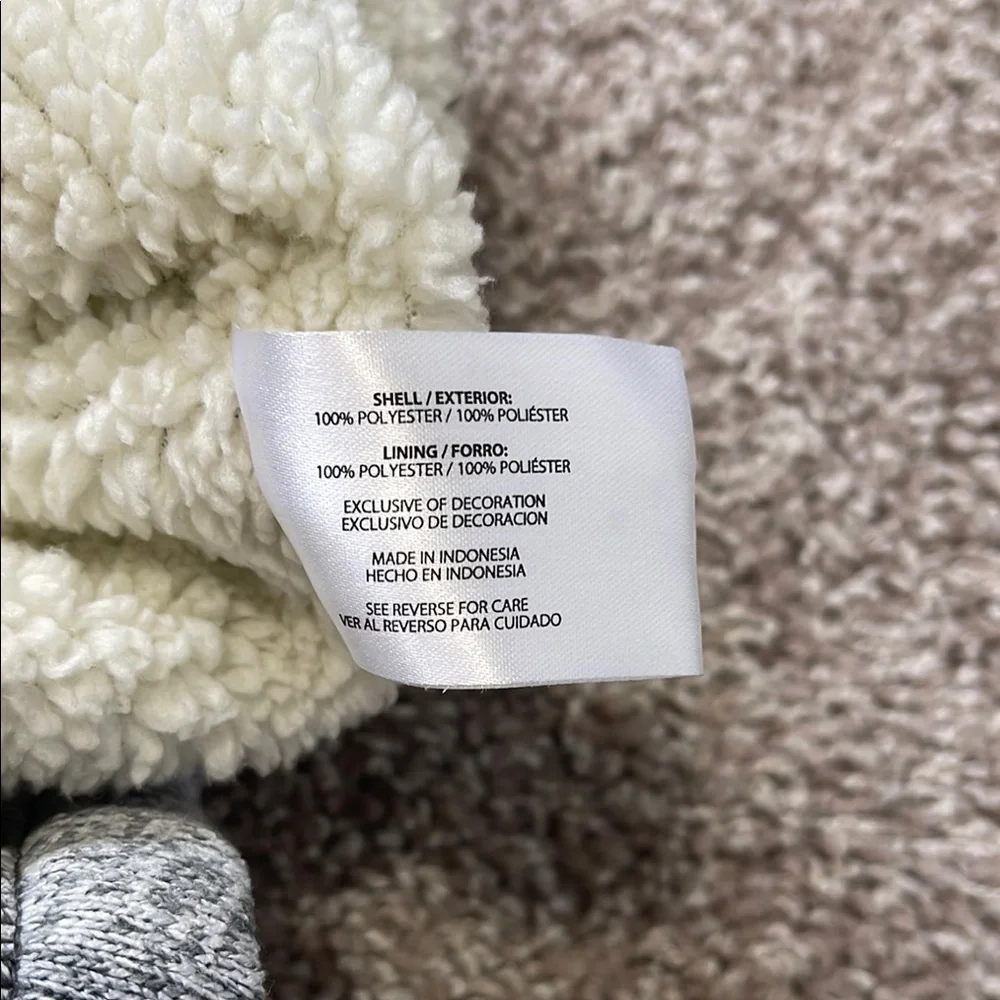 SHELL / EXTERIOR:
100% POLYESTER / 100% POLIÉSTER
LINING / FORRO:
100% POLYESTER / 100% POLIÉSTER
EXCLUSIVE OF DECORATION
EXCLUSIVO DE DECORACION
MADE IN INDONESIA
HECHO EN INDONESIA
SEE REVERSE FOR CARE
VER AL REVERSO PARA CUIDADO